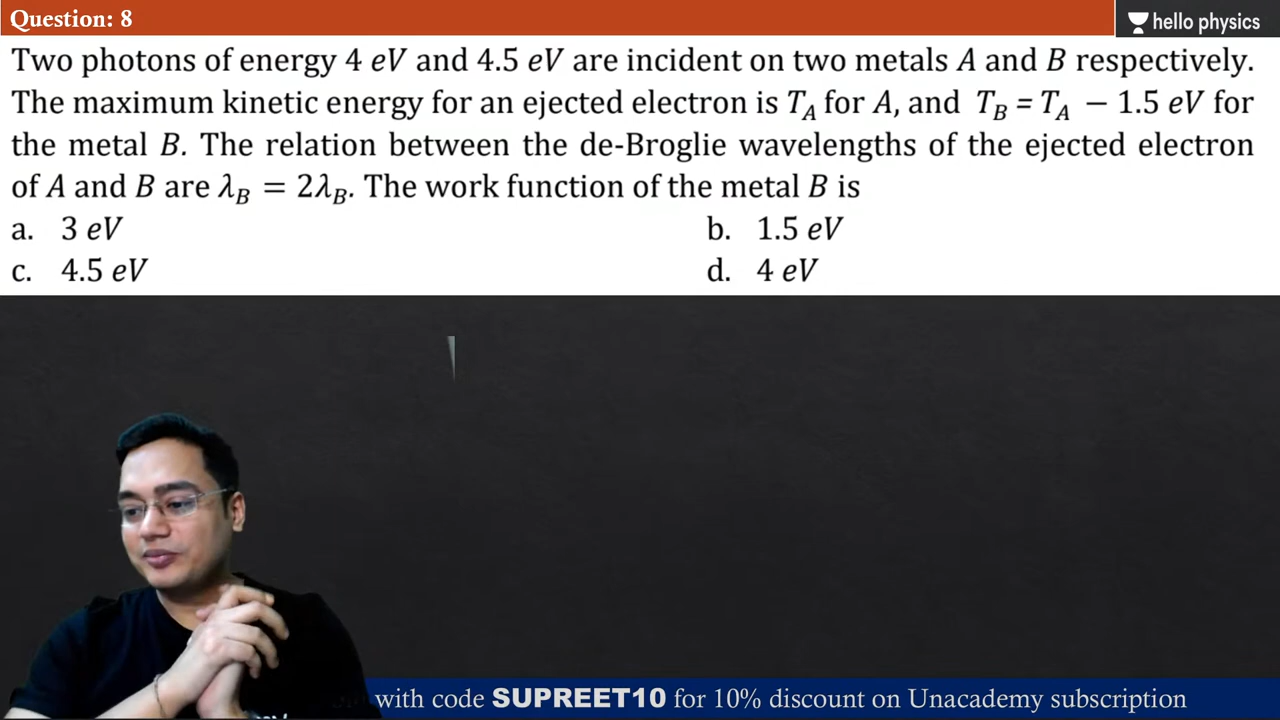 Question: 8
hello physics
Two photons of energy 4 eV and 4.5 eV are incident on two metals A and B respectively.
The maximum kinetic energy for an ejected electron is T_A for A, and T_B = T_A − 1.5 eV for
the metal B. The relation between the de-Broglie wavelengths of the ejected electron
of A and B are λ_B = 2λ_B. The work function of the metal B is
a. 3 eV
b. 1.5 eV
c. 4.5 eV
d. 4 eV
with code SUPREET10 for 10% discount on Unacademy subscription